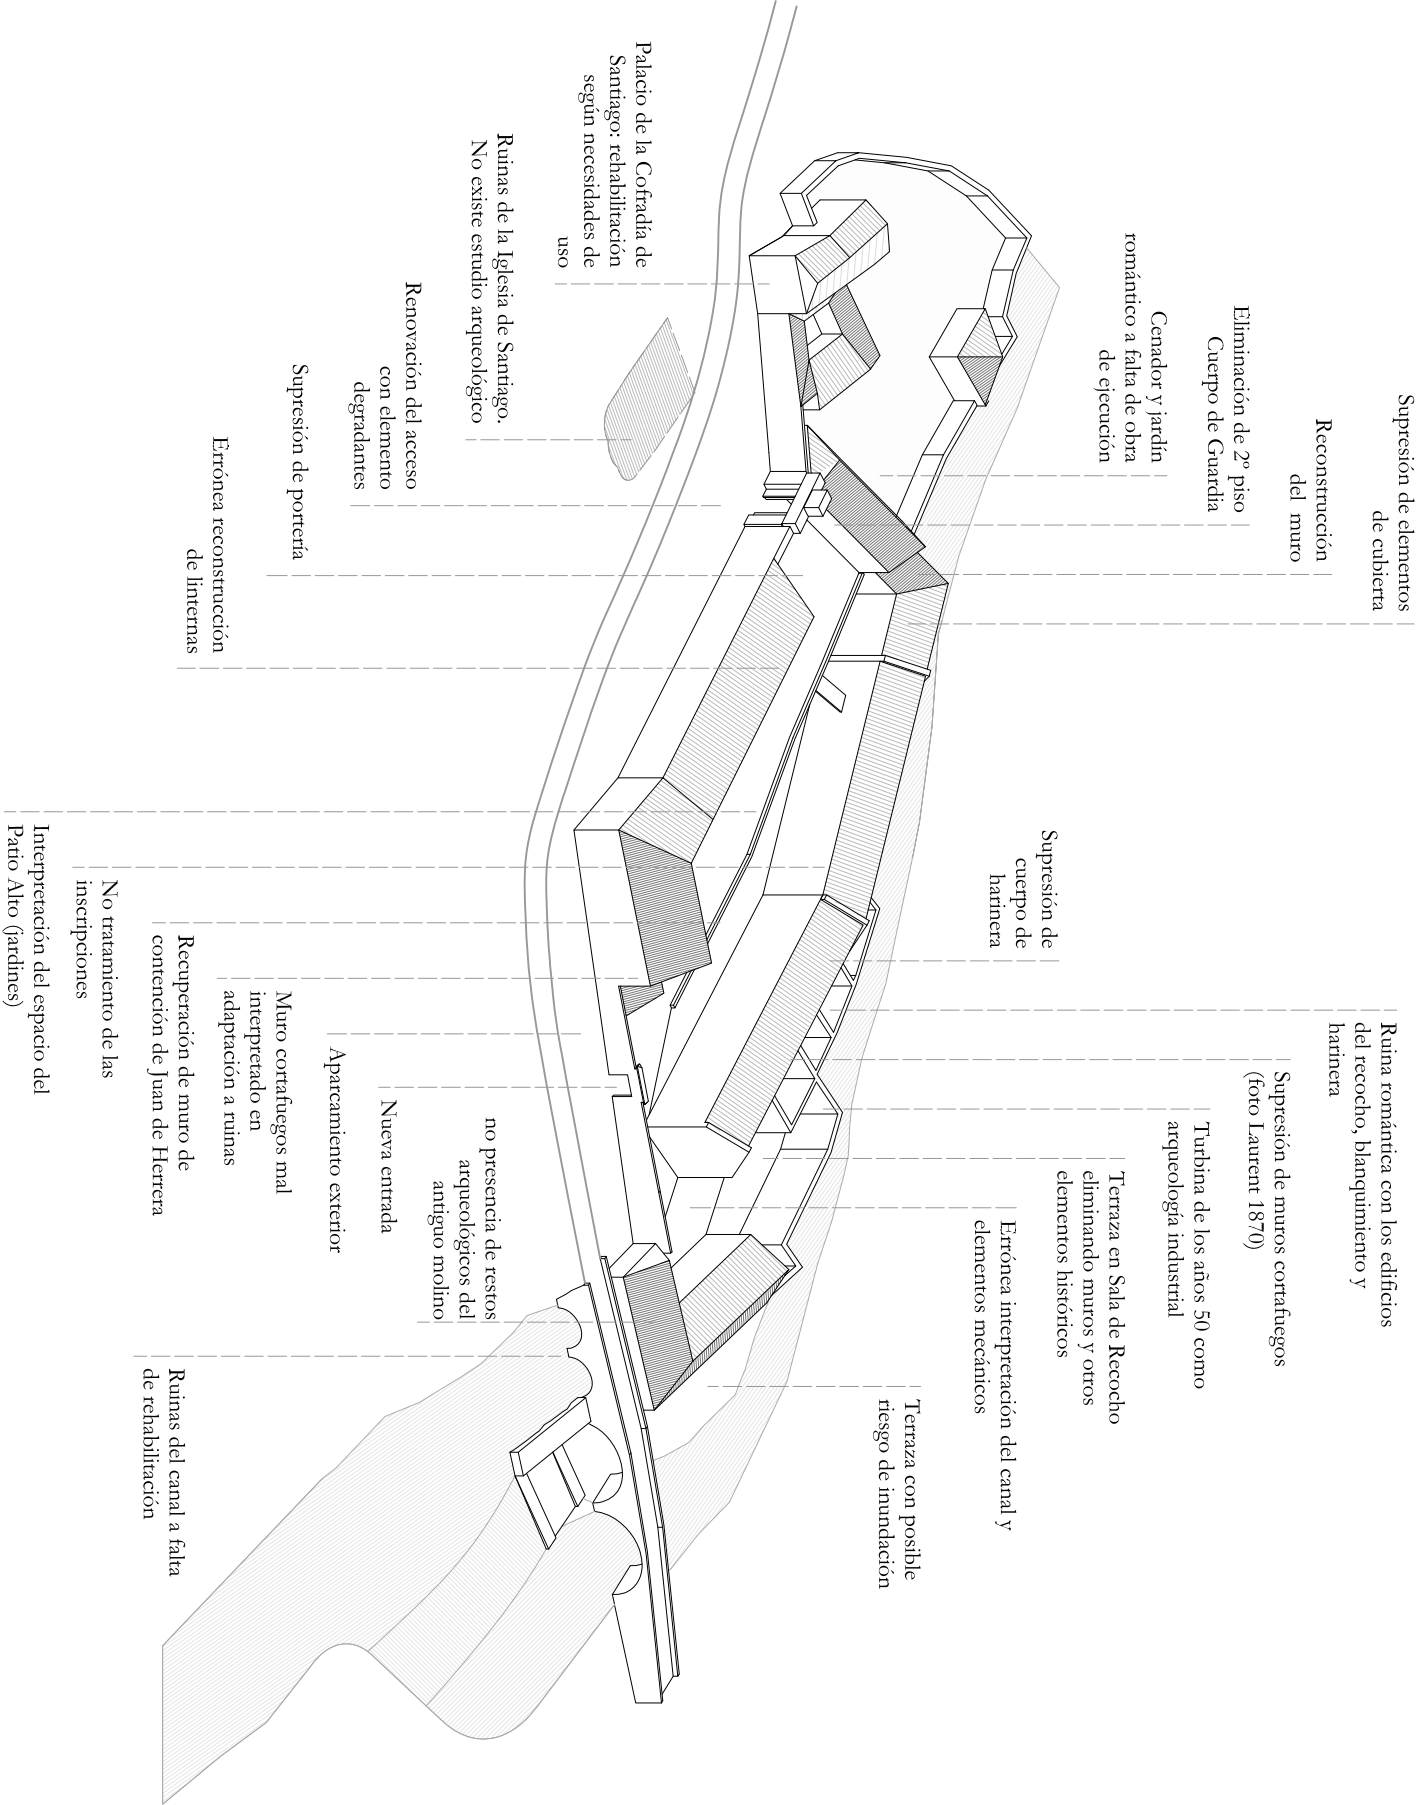 Supresión de elementos
de cubierta
Reconstrucción
del muro
Eliminación de 2º piso
Cuerpo de Guardia
Cenador y jardín
romántico a falta de obra
de ejecución
Supresión de
cuerpo de
harinera
Ruina romántica con los edificios
del recocho, blanquimiento y
harinera
Supresión de muros cortafuegos
(foto Laurent 1870)
Turbina de los años 50 como
arqueología industrial
Terraza en Sala de Recocho
eliminando muros y otros
elementos históricos
Errónea interpretación del canal y
elementos mecánicos
Terraza con posible
riesgo de inundación
Palacio de la Cofradía de
Santiago: rehabilitación
según necesidades de
uso
Ruinas de la Iglesia de Santiago.
No existe estudio arqueológico
Renovación del acceso
con elemento
degradantes
Supresión de portería
Errónea reconstrucción
de linternas
Interpretación del espacio del
Patio Alto (jardines)
No tratamiento de las
inscripciones
Recuperación de muro de
contención de Juan de Herrera
Muro cortafuegos mal
interpretado en
adaptación a ruinas
Aparcamiento exterior
Nueva entrada
no presencia de restos
arqueológicos del
antiguo molino
Ruinas del canal a falta
de rehabilitación